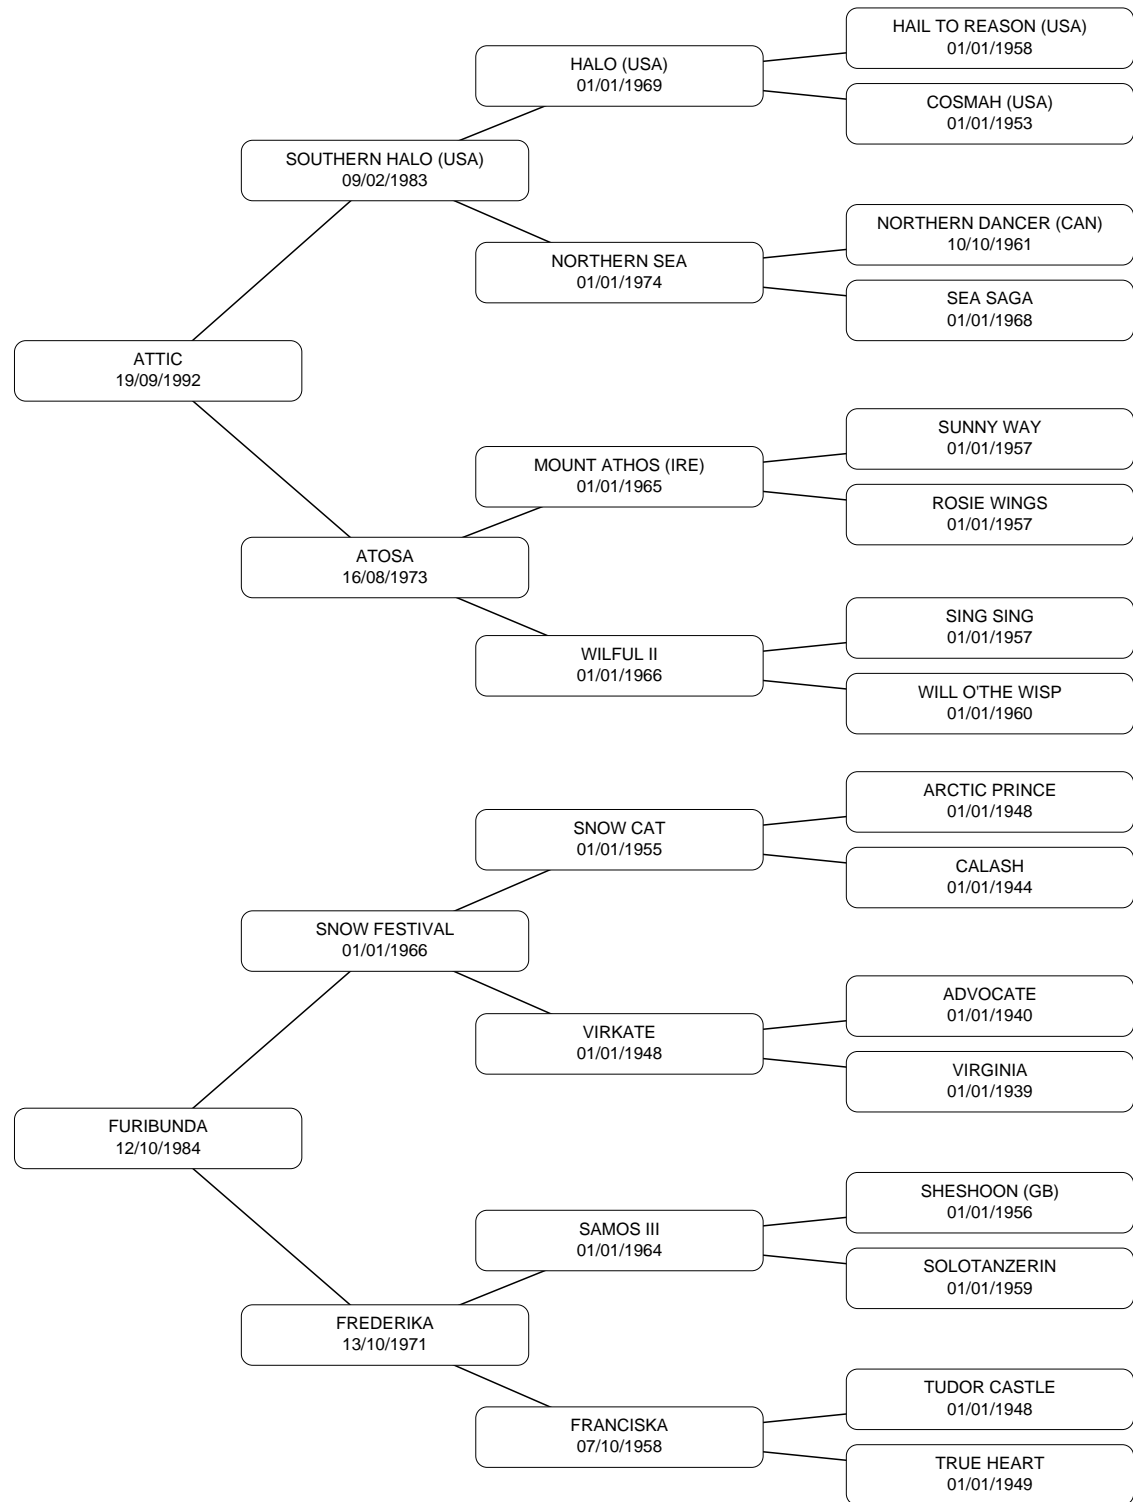 HAIL TO REASON (USA)
01/01/1958
HALO (USA)
01/01/1969
COSMAH (USA)
01/01/1953
SOUTHERN HALO (USA)
09/02/1983
NORTHERN DANCER (CAN)
10/10/1961
NORTHERN SEA
01/01/1974
SEA SAGA
01/01/1968
ATTIC
19/09/1992
SUNNY WAY
01/01/1957
MOUNT ATHOS (IRE)
01/01/1965
ROSIE WINGS
01/01/1957
ATOSA
16/08/1973
SING SING
01/01/1957
WILFUL II
01/01/1966
WILL O'THE WISP
01/01/1960
ARCTIC PRINCE
01/01/1948
SNOW CAT
01/01/1955
CALASH
01/01/1944
SNOW FESTIVAL
01/01/1966
ADVOCATE
01/01/1940
VIRKATE
01/01/1948
VIRGINIA
01/01/1939
FURIBUNDA
12/10/1984
SHESHOON (GB)
01/01/1956
SAMOS III
01/01/1964
SOLOTANZERIN
01/01/1959
FREDERIKA
13/10/1971
TUDOR CASTLE
01/01/1948
FRANCISKA
07/10/1958
TRUE HEART
01/01/1949